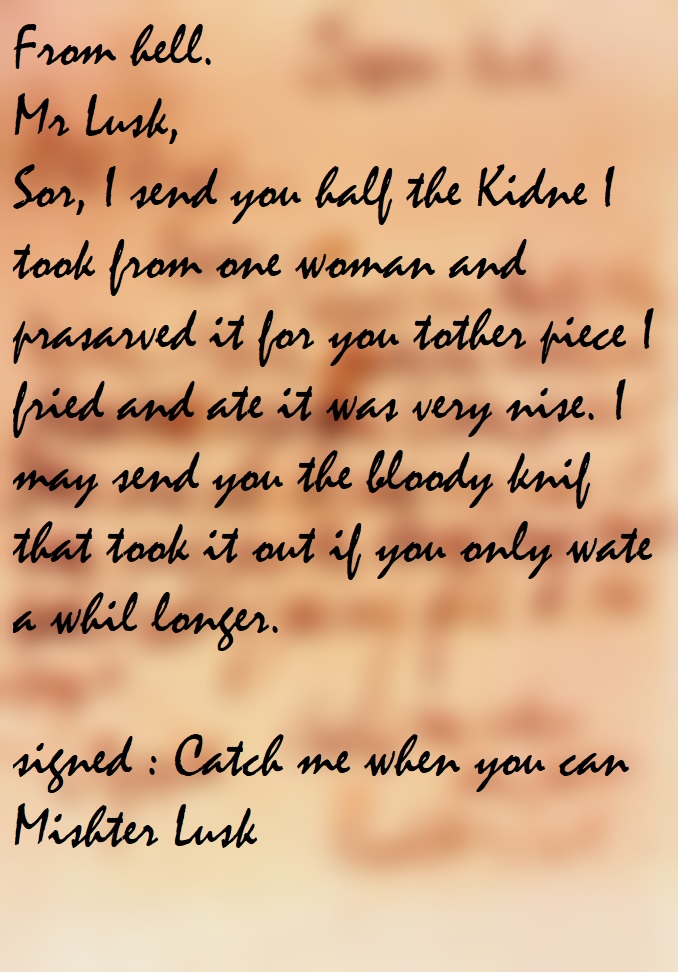 From hell.
Mr Lusk,
Sor, I send you half the Kidne I
took from one woman and
prasarved it for you tother piece I
fried and ate it was very nise. I
may send you the bloody knif
that took it out if you only wate
a whil longer.
signed : Catch me when you can
Mishter Lusk